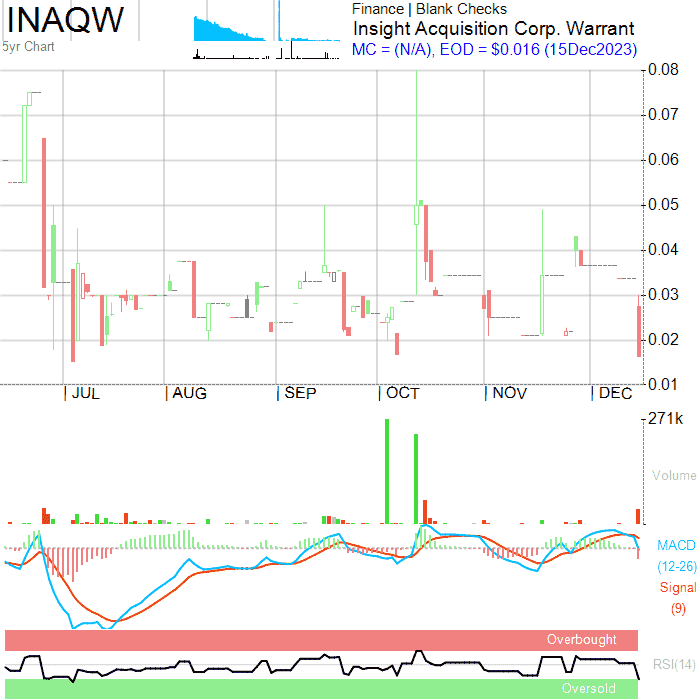 INAQW
5yr Chart
Finance | Blank Checks
Insight Acquisition Corp. Warrant
MC = (N/A), EOD = $0.016 (15Dec2023)
0.08
0.07
0.06
0.05
0.04
0.03
0.02
0.01
| JUL | AUG | SEP | OCT | NOV | DEC
271k
Volume
MACD
(12-26)
Signal
(9)
Overbought
RSI(14)
Oversold